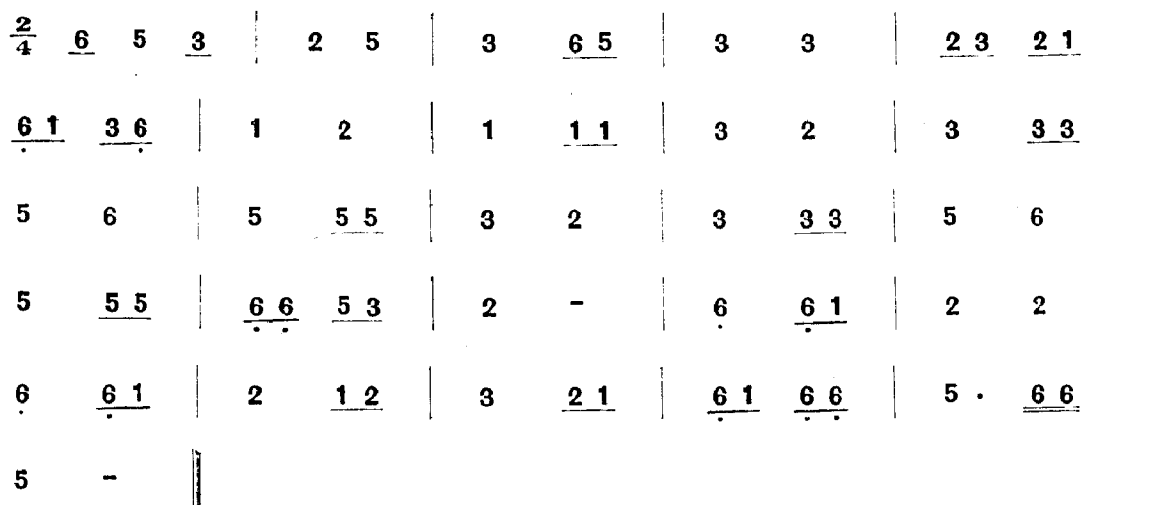 2/4 6 5 3 | 2 5 | 3 6 5 | 3 3 | 2 3 2 1
6̣ 1 3 6̣ | 1 2 | 1 1 1 | 3 2 | 3 3 3
5 6 | 5 5 5 | 3 2 | 3 3 3 | 5 6
5 5 5 | 6̣ 6̣ 5 3 | 2 - | 6̣ 6̣ 1 | 2 2
6̣ 6̣ 1 | 2 1 2 | 3 2 1 | 6̣ 1 6̣ 6̣ | 5 · 6 6
5 - ‖